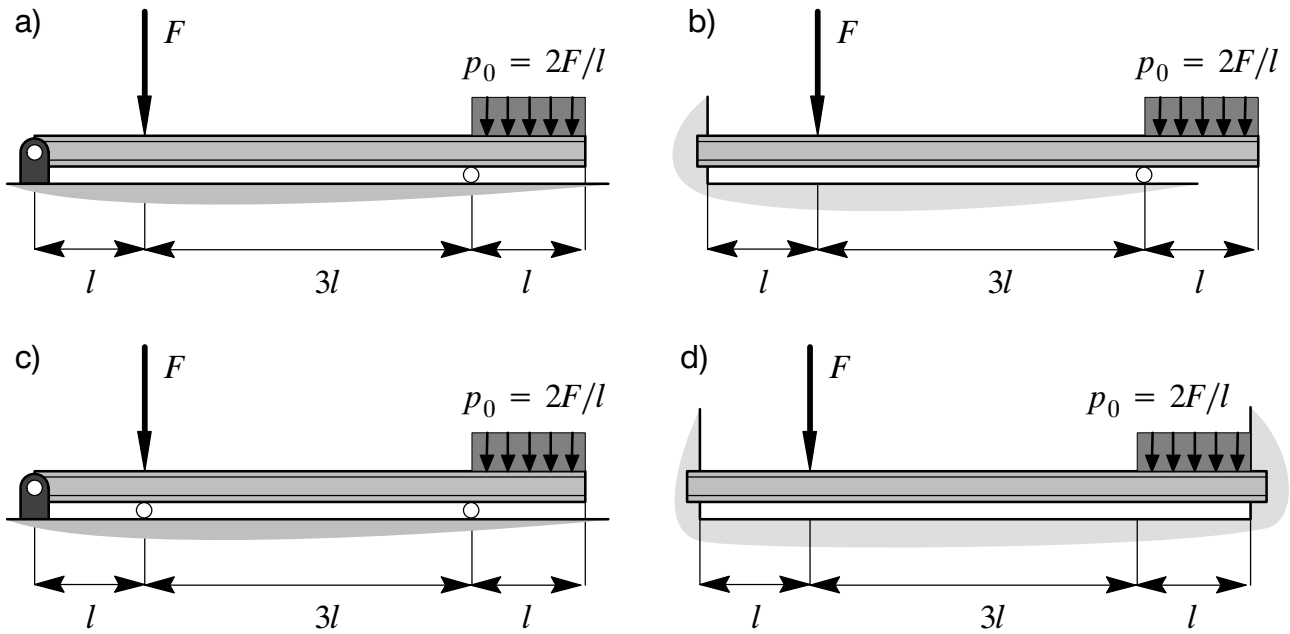 a)
F
p₀ = 2F/l
l
3l
l
b)
F
p₀ = 2F/l
l
3l
l
c)
F
p₀ = 2F/l
l
3l
l
d)
F
p₀ = 2F/l
l
3l
l